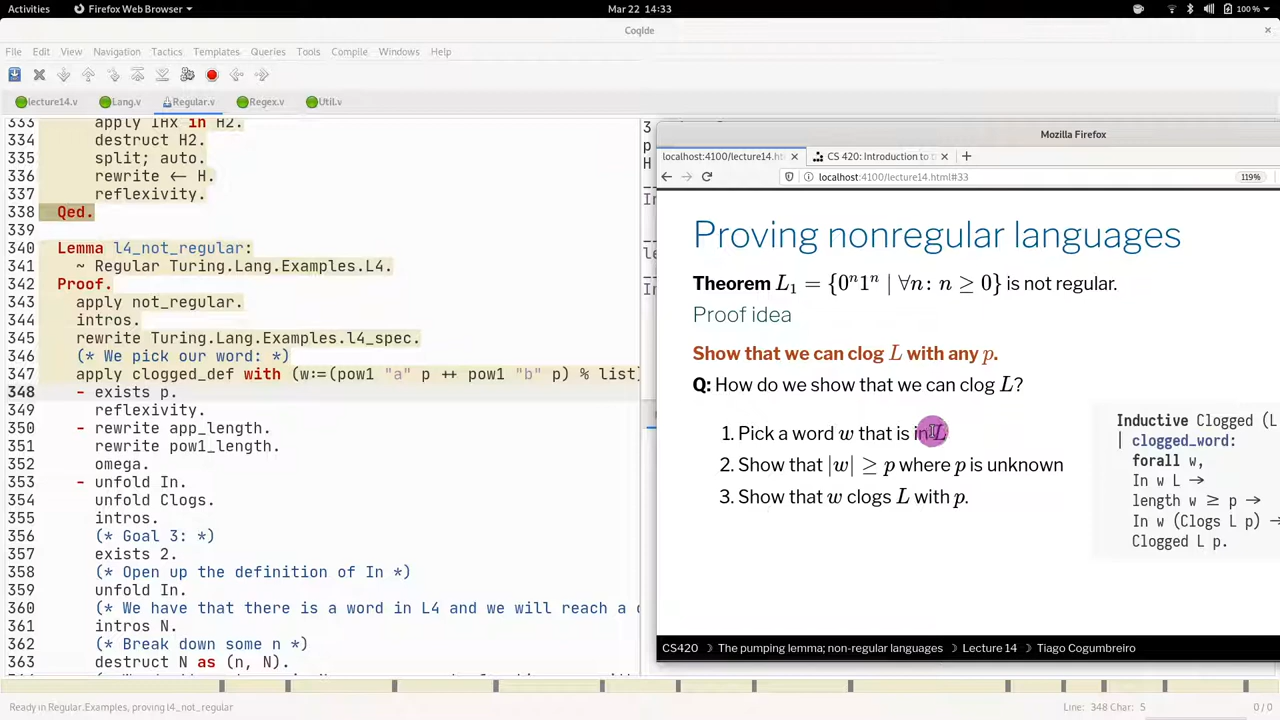 Activities Firefox Web Browser Mar 22 14:33 100 %
CoqIde
File Edit View Navigation Tactics Templates Queries Tools Compile Windows Help
lecture14.v Lang.v Regular.v Regex.v Util.v
333 apply IHx in H2.
334 destruct H2.
335 split; auto.
336 rewrite ← H.
337 reflexivity.
338 Qed.
339
340 Lemma l4_not_regular:
341 ~ Regular Turing.Lang.Examples.L4.
342 Proof.
343 apply not_regular.
344 intros.
345 rewrite Turing.Lang.Examples.l4_spec.
346 (* We pick our word: *)
347 apply clogged_def with (w:=(pow1 "a" p ++ pow1 "b" p) % list)
348 - exists p.
349 reflexivity.
350 - rewrite app_length.
351 rewrite pow1_length.
352 omega.
353 - unfold In.
354 unfold Clogs.
355 intros.
356 (* Goal 3: *)
357 exists 2.
358 (* Open up the definition of In *)
359 unfold In.
360 (* We have that there is a word in L4 and we will reach a
361 intros N.
362 (* Break down some n *)
363 destruct N as (n, N).
Ready in Regular.Examples, proving l4_not_regular Line: 348 Char: 5 0 / 0
3
p
H
Mozilla Firefox
localhost:4100/lecture14.ht CS 420: Introduction to
localhost:4100/lecture14.html#33 119%
Proving nonregular languages
Theorem L₁ = {0ⁿ1ⁿ | ∀n: n ≥ 0} is not regular.
Proof idea
Show that we can clog L with any p.
Q: How do we show that we can clog L?
1. Pick a word w that is in L
2. Show that |w| ≥ p where p is unknown
3. Show that w clogs L with p.
Inductive Clogged (L
| clogged_word:
forall w,
In w L →
length w ≥ p →
In w (Clogs L p) →
Clogged L p.
CS420 ☽ The pumping lemma; non-regular languages ☽ Lecture 14 ☽ Tiago Cogumbreiro